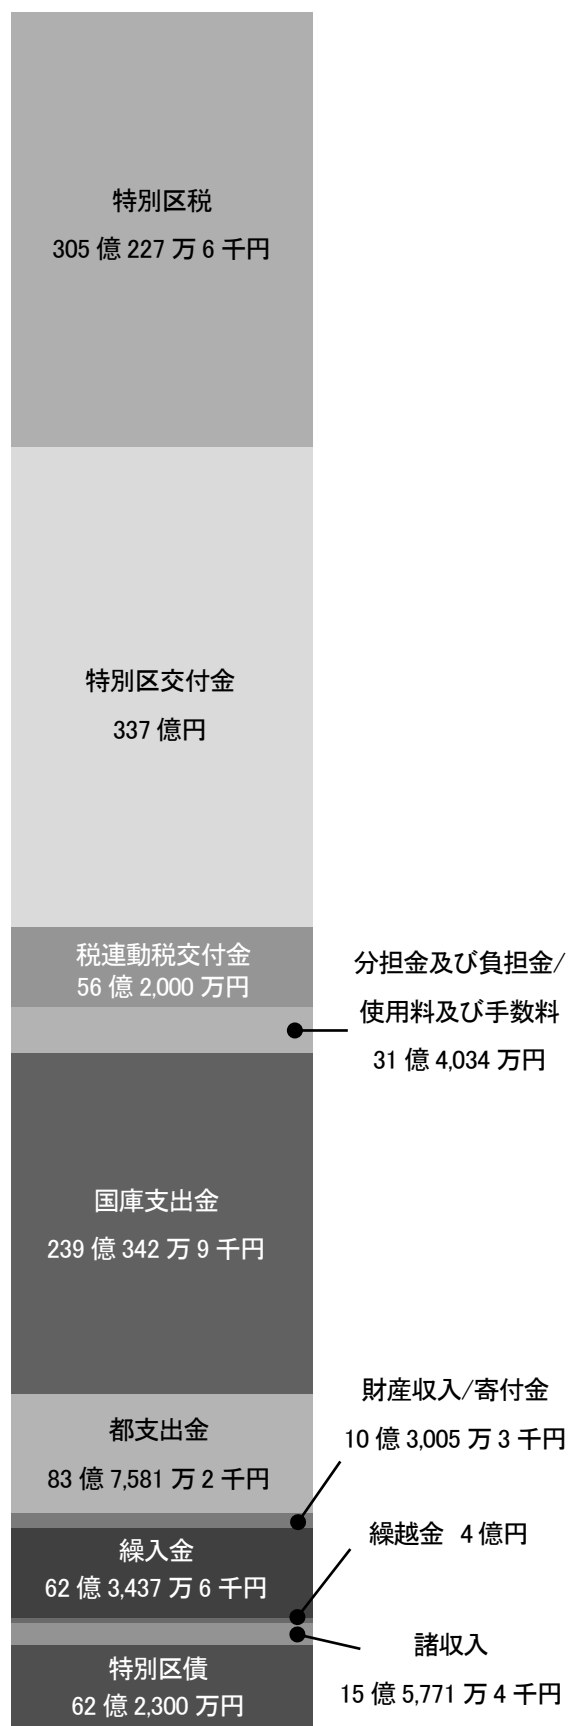 特別区税
305 億 227 万 6 千円
特別区交付金
337 億円
税連動税交付金
56 億 2,000 万円
分担金及び負担金/
使用料及び手数料
31 億 4,034 万円
国庫支出金
239 億 342 万 9 千円
都支出金
83 億 7,581 万 2 千円
財産収入/寄付金
10 億 3,005 万 3 千円
繰入金
62 億 3,437 万 6 千円
繰越金 4 億円
諸収入
15 億 5,771 万 4 千円
特別区債
62 億 2,300 万円